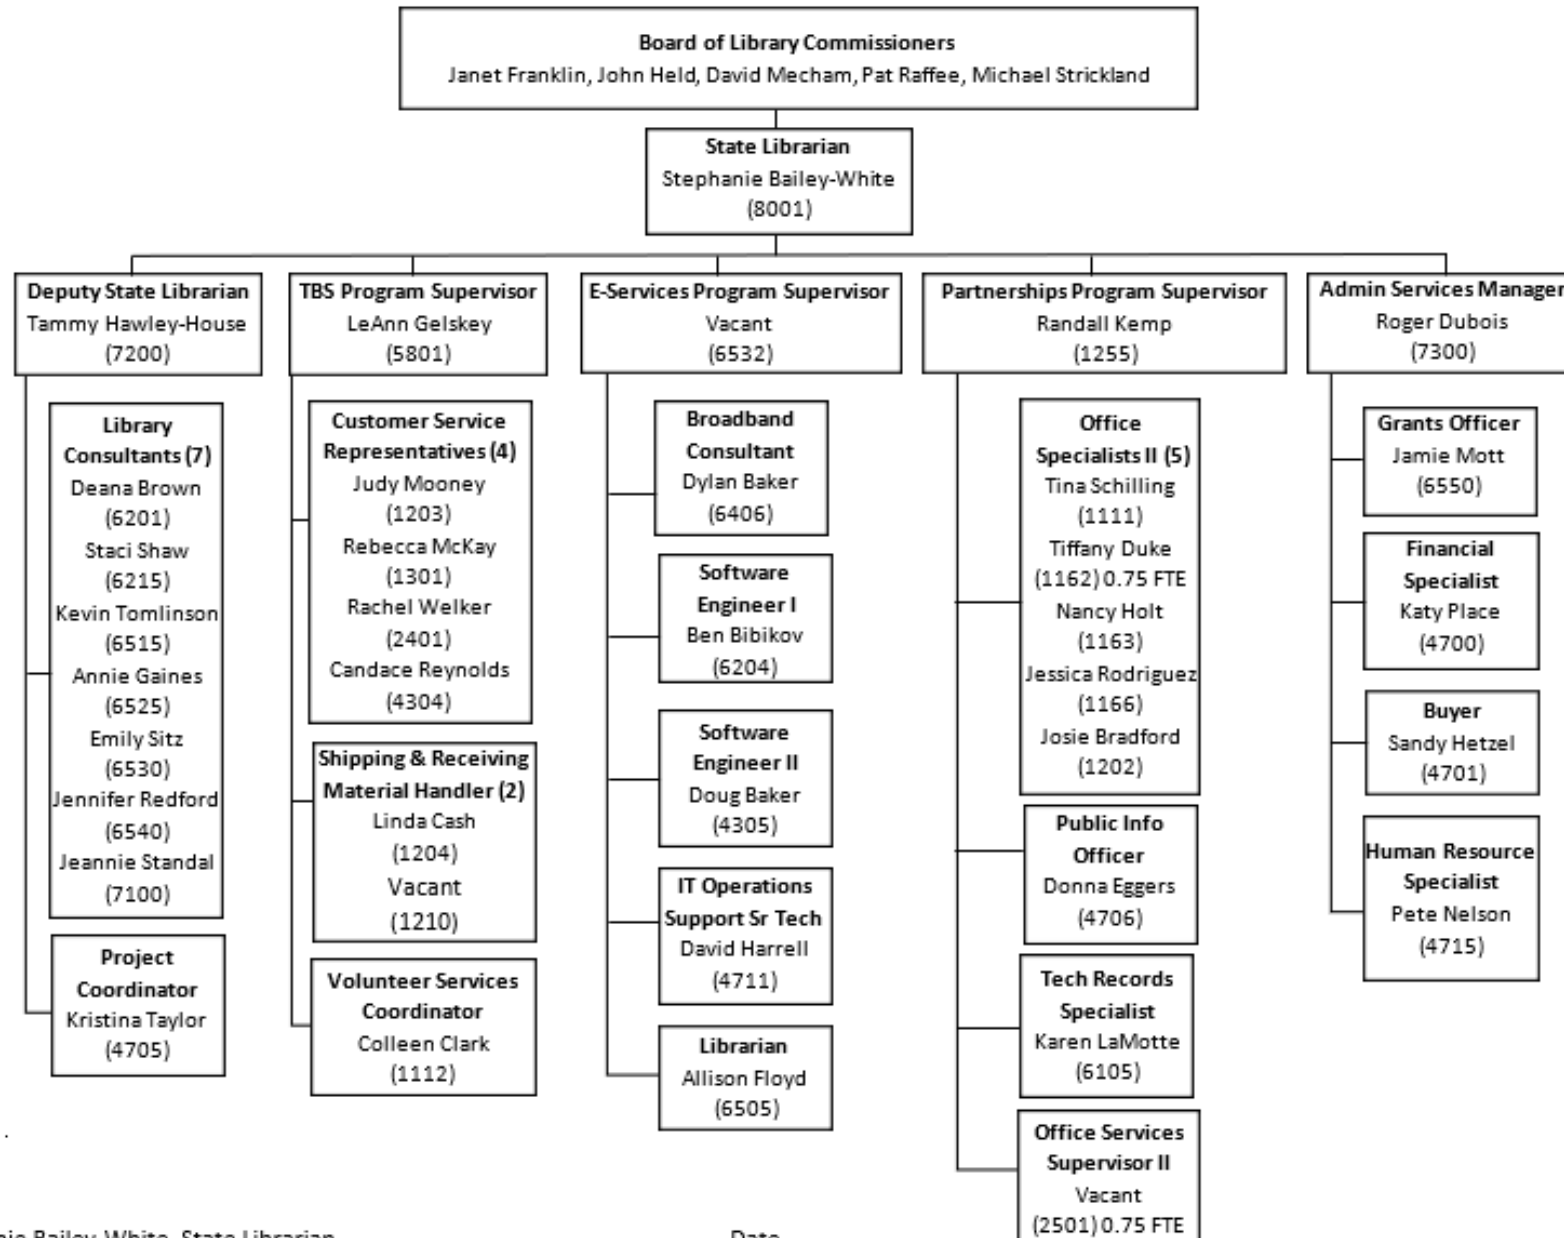 Board of Library Commissioners
Janet Franklin, John Held, David Mecham, Pat Raffee, Michael Strickland
State Librarian
Stephanie Bailey-White
(8001)
Deputy State Librarian
Tammy Hawley-House
(7200)
Library
Consultants (7)
Deana Brown
(6201)
Staci Shaw
(6215)
Kevin Tomlinson
(6515)
Annie Gaines
(6525)
Emily Sitz
(6530)
Jennifer Redford
(6540)
Jeannie Standal
(7100)
Project
Coordinator
Kristina Taylor
(4705)
TBS Program Supervisor
LeAnn Gelskey
(5801)
Customer Service
Representatives (4)
Judy Mooney
(1203)
Rebecca McKay
(1301)
Rachel Welker
(2401)
Candace Reynolds
(4304)
Shipping & Receiving
Material Handler (2)
Linda Cash
(1204)
Vacant
(1210)
Volunteer Services
Coordinator
Colleen Clark
(1112)
E-Services Program Supervisor
Vacant
(6532)
Broadband
Consultant
Dylan Baker
(6406)
Software
Engineer I
Ben Bibikov
(6204)
Software
Engineer II
Doug Baker
(4305)
IT Operations
Support Sr Tech
David Harrell
(4711)
Librarian
Allison Floyd
(6505)
Partnerships Program Supervisor
Randall Kemp
(1255)
Office
Specialists II (5)
Tina Schilling
(1111)
Tiffany Duke
(1162) 0.75 FTE
Nancy Holt
(1163)
Jessica Rodriguez
(1166)
Josie Bradford
(1202)
Public Info
Officer
Donna Eggers
(4706)
Tech Records
Specialist
Karen LaMotte
(6105)
Office Services
Supervisor II
Vacant
(2501) 0.75 FTE
Admin Services Manager
Roger Dubois
(7300)
Grants Officer
Jamie Mott
(6550)
Financial
Specialist
Katy Place
(4700)
Buyer
Sandy Hetzel
(4701)
Human Resource
Specialist
Pete Nelson
(4715)
.
Bailey-White, State Librarian
Date